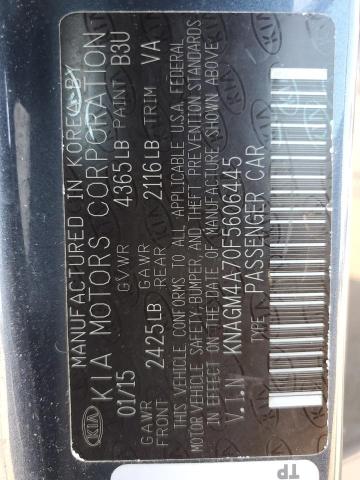 MANUFACTURED IN KOREA BY
KIA KIA MOTORS CORPORATION
01/15 GVWR 4365LB PAINT B3U
GAWR FRONT 2425LB GAWR REAR 2116LB TRIM VA
THIS VEHICLE CONFORMS TO ALL APPLICABLE U.S.A. FEDERAL
MOTOR VEHICLE SAFETY, BUMPER, AND THEFT PREVENTION STANDARDS
IN EFFECT ON THE DATE OF MANUFACTURE SHOWN ABOVE.
V.I.N KNAGM4A70F5606445
TYPE PASSENGER CAR
TP